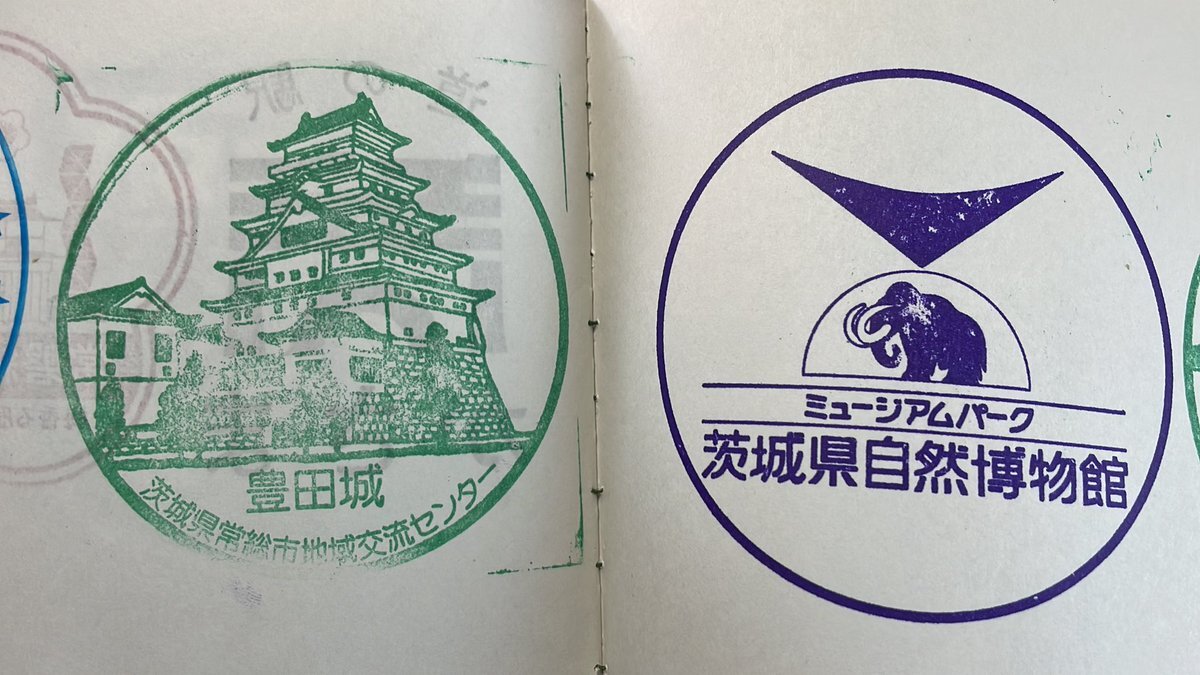 豊田城
茨城県常総市地域交流センター
ミュージアムパーク
茨城県自然博物館